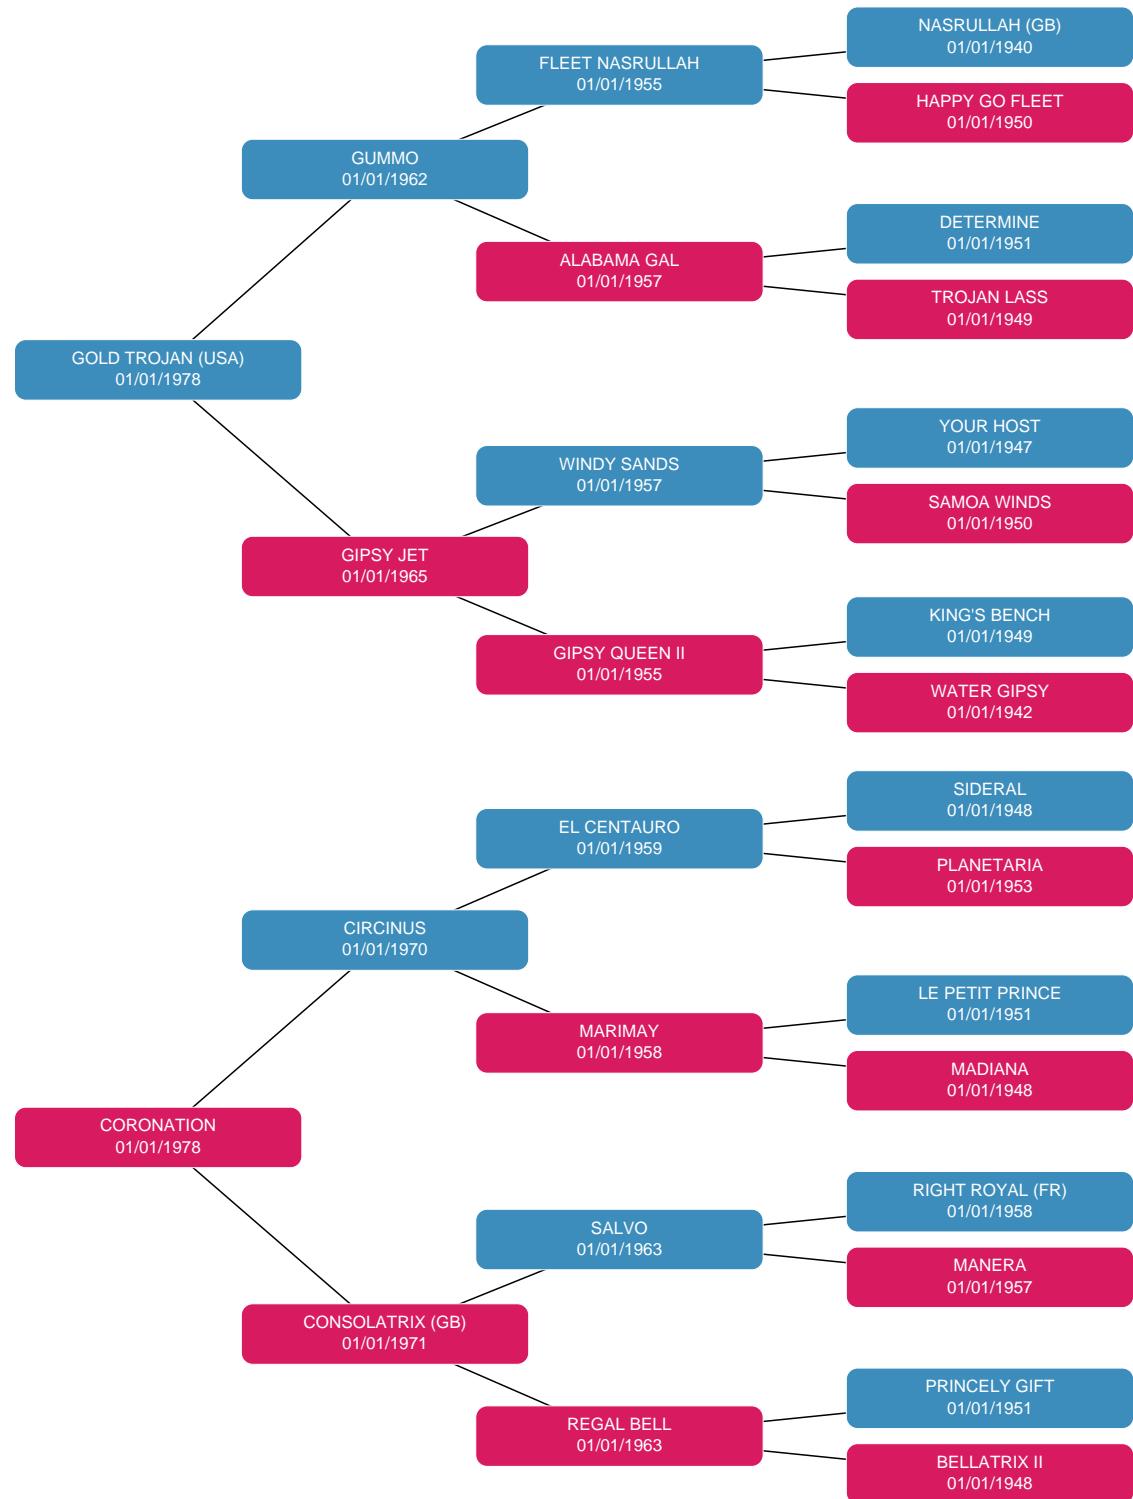 NASRULLAH (GB)
01/01/1940
FLEET NASRULLAH
01/01/1955
HAPPY GO FLEET
01/01/1950
GUMMO
01/01/1962
DETERMINE
01/01/1951
ALABAMA GAL
01/01/1957
TROJAN LASS
01/01/1949
GOLD TROJAN (USA)
01/01/1978
YOUR HOST
01/01/1947
WINDY SANDS
01/01/1957
SAMOA WINDS
01/01/1950
GIPSY JET
01/01/1965
KING'S BENCH
01/01/1949
GIPSY QUEEN II
01/01/1955
WATER GIPSY
01/01/1942
SIDERAL
01/01/1948
EL CENTAURO
01/01/1959
PLANETARIA
01/01/1953
CIRCINUS
01/01/1970
LE PETIT PRINCE
01/01/1951
MARIMAY
01/01/1958
MADIANA
01/01/1948
CORONATION
01/01/1978
RIGHT ROYAL (FR)
01/01/1958
SALVO
01/01/1963
MANERA
01/01/1957
CONSOLATRIX (GB)
01/01/1971
PRINCELY GIFT
01/01/1951
REGAL BELL
01/01/1963
BELLATRIX II
01/01/1948